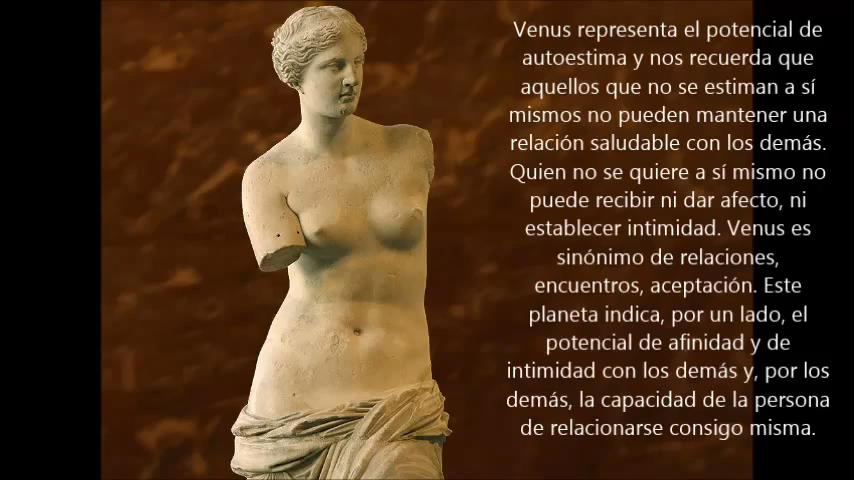 Venus representa el potencial de
autoestima y nos recuerda que
aquellos que no se estiman a sí
mismos no pueden mantener una
relación saludable con los demás.
Quien no se quiere a sí mismo no
puede recibir ni dar afecto, ni
establecer intimidad. Venus es
sinónimo de relaciones,
encuentros, aceptación. Este
planeta indica, por un lado, el
potencial de afinidad y de
intimidad con los demás y, por los
demás, la capacidad de la persona
de relacionarse consigo misma.